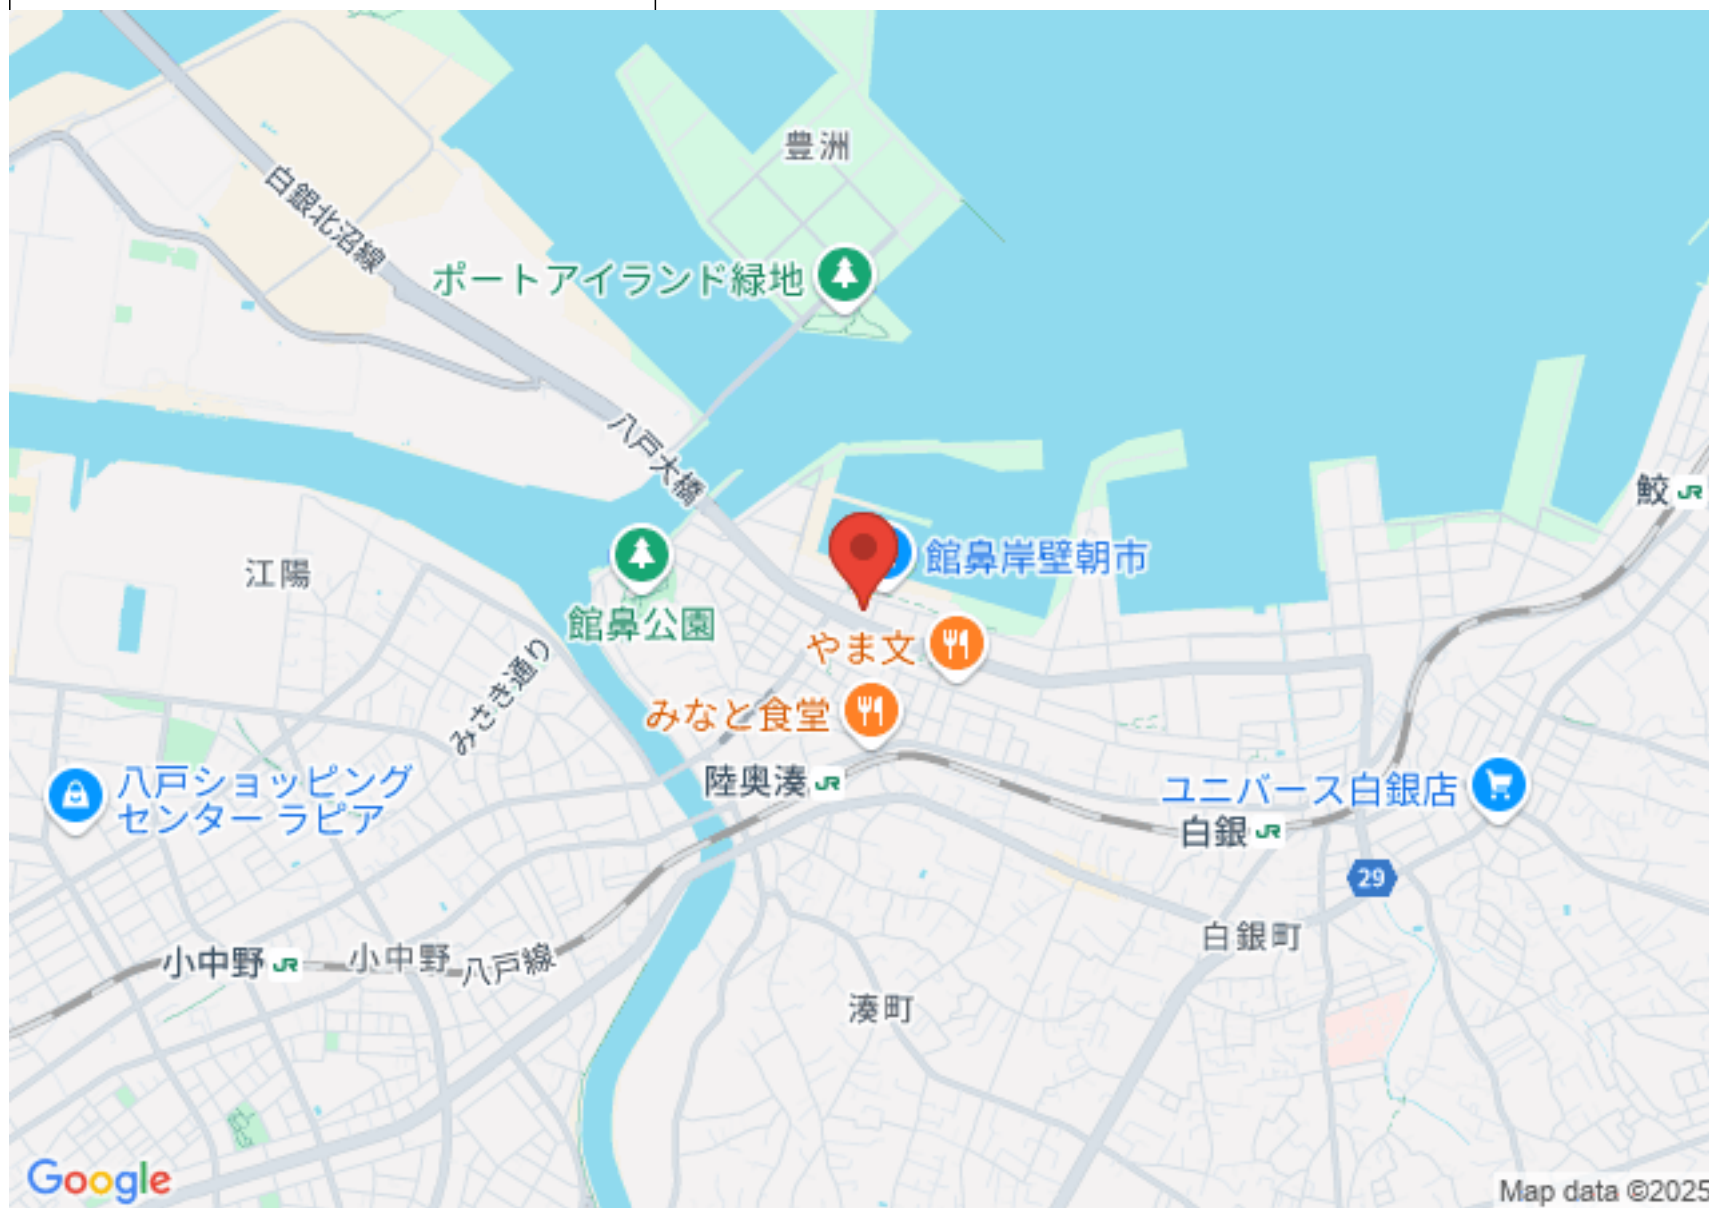 豊洲
白銀北沼線
ポートアイランド緑地
八戸大橋
鮫 JR
館鼻岸壁朝市
江陽
館鼻公園
やま文
みさき通り
みなと食堂
陸奥湊 JR
八戸ショッピング
センター ラピア
ユニバース白銀店
白銀 JR
29
白銀町
小中野 JR
小中野
八戸線
湊町
Google
Map data ©2025